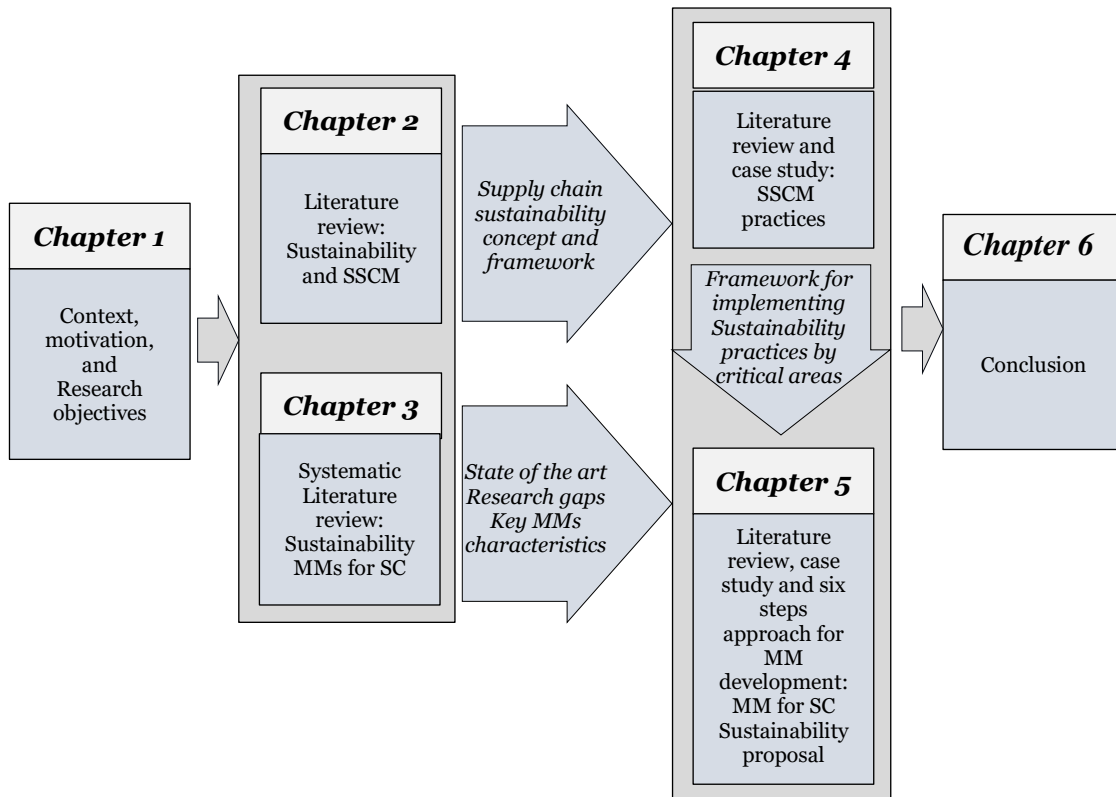 Chapter 1
Context,
motivation,
and
Research
objectives
Chapter 2
Literature
review:
Sustainability
and SSCM
Chapter 3
Systematic
Literature
review:
Sustainability
MMs for SC
Supply chain
sustainability
concept and
framework
State of the art
Research gaps
Key MMs
characteristics
Chapter 4
Literature
review and
case study:
SSCM
practices
Framework for
implementing
Sustainability
practices by
critical areas
Chapter 5
Literature
review, case
study and six
steps
approach for
MM
development:
MM for SC
Sustainability
proposal
Chapter 6
Conclusion